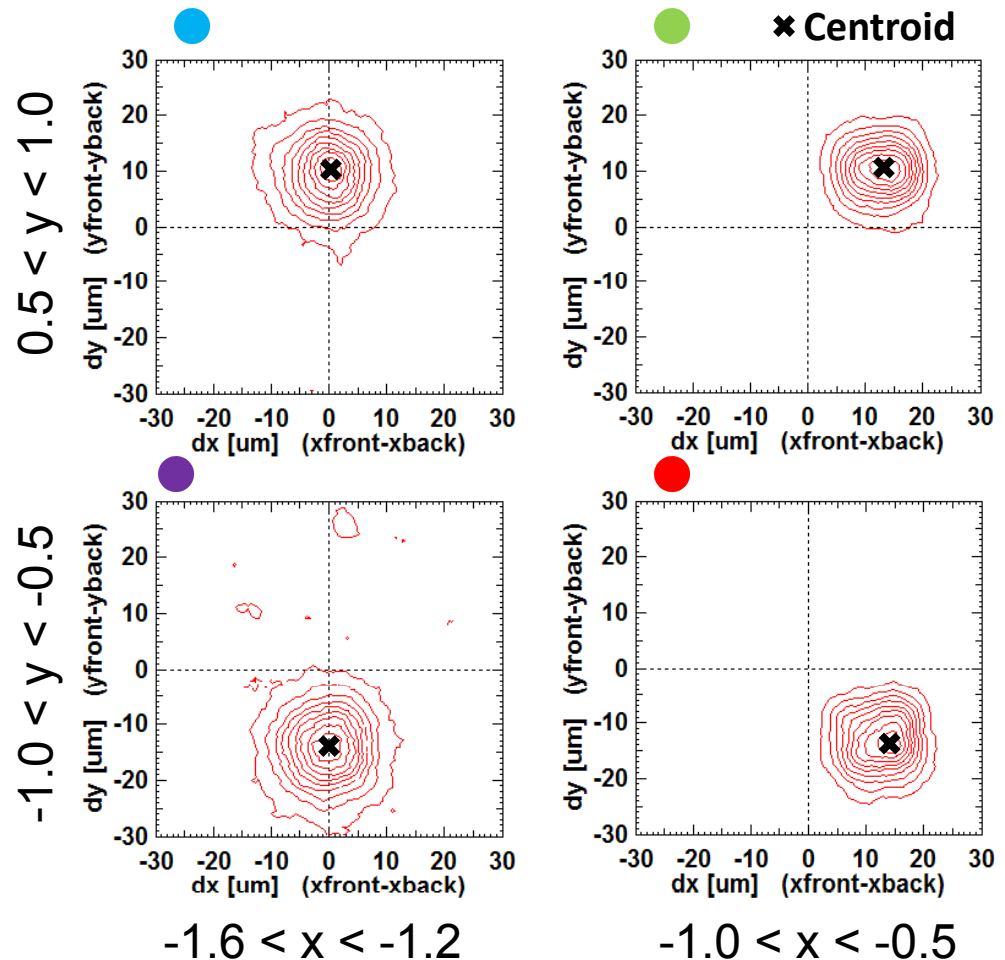 ✖ Centroid
0.5 < y < 1.0
dy [um] (yfront-yback)
30
20
10
0
-10
-20
-30
-30 -20 -10 0 10 20 30
dx [um] (xfront-xback)
dy [um] (yfront-yback)
30
20
10
0
-10
-20
-30
-30 -20 -10 0 10 20 30
dx [um] (xfront-xback)
-1.0 < y < -0.5
dy [um] (yfront-yback)
30
20
10
0
-10
-20
-30
-30 -20 -10 0 10 20 30
dx [um] (xfront-xback)
dy [um] (yfront-yback)
30
20
10
0
-10
-20
-30
-30 -20 -10 0 10 20 30
dx [um] (xfront-xback)
-1.6 < x < -1.2
-1.0 < x < -0.5